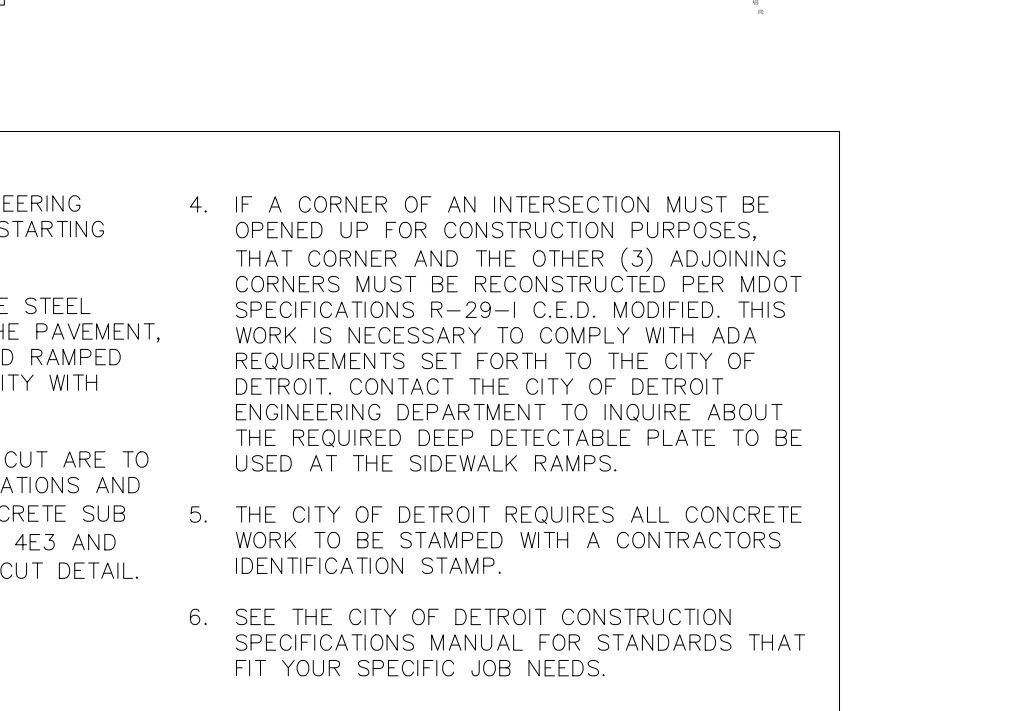 EERING
STARTING
E STEEL
HE PAVEMENT,
D RAMPED
ITY WITH
CUT ARE TO
ATIONS AND
CRETE SUB
4E3 AND
CUT DETAIL.
4. IF A CORNER OF AN INTERSECTION MUST BE
OPENED UP FOR CONSTRUCTION PURPOSES,
THAT CORNER AND THE OTHER (3) ADJOINING
CORNERS MUST BE RECONSTRUCTED PER MDOT
SPECIFICATIONS R-29-I C.E.D. MODIFIED. THIS
WORK IS NECESSARY TO COMPLY WITH ADA
REQUIREMENTS SET FORTH TO THE CITY OF
DETROIT. CONTACT THE CITY OF DETROIT
ENGINEERING DEPARTMENT TO INQUIRE ABOUT
THE REQUIRED DEEP DETECTABLE PLATE TO BE
USED AT THE SIDEWALK RAMPS.
5. THE CITY OF DETROIT REQUIRES ALL CONCRETE
WORK TO BE STAMPED WITH A CONTRACTORS
IDENTIFICATION STAMP.
6. SEE THE CITY OF DETROIT CONSTRUCTION
SPECIFICATIONS MANUAL FOR STANDARDS THAT
FIT YOUR SPECIFIC JOB NEEDS.